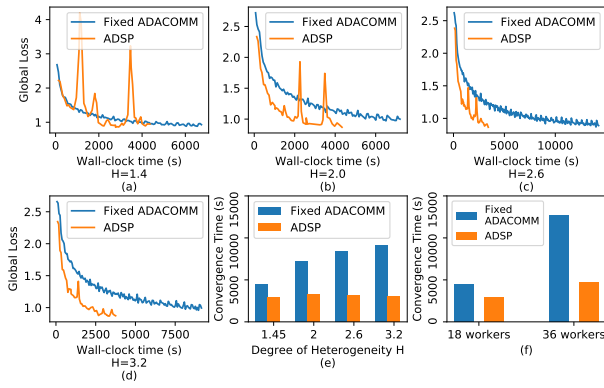 Global Loss
4
3
2
1
0
2000
4000
6000
Fixed ADACOMM
ADSP
Wall-clock time (s)
H=1.4
(a)
2.5
2.0
1.5
1.0
0
2000
4000
6000
Fixed ADACOMM
ADSP
Wall-clock time (s)
H=2.0
(b)
2.5
2.0
1.5
1.0
0
5000
10000
Fixed ADACOMM
ADSP
Wall-clock time (s)
H=2.6
(c)
Global Loss
2.5
2.0
1.5
1.0
0
2500
5000
7500
Fixed ADACOMM
ADSP
Wall-clock time (s)
H=3.2
(d)
Convergence Time (s)
15000
10000
5000
0
Fixed ADACOMM
ADSP
1.45
2
2.6
3.2
Degree of Heterogeneity H
(e)
Convergence Time (s)
15000
10000
5000
0
Fixed
ADACOMM
ADSP
18 workers
36 workers
(f)